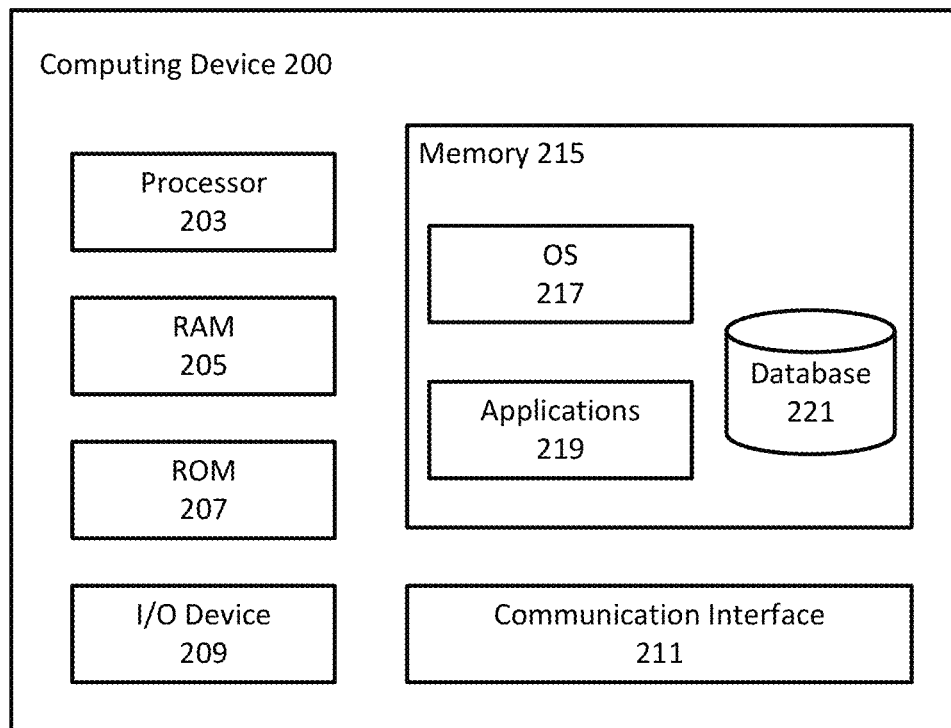 Computing Device 200
Processor
203
RAM
205
ROM
207
I/O Device
209
Memory 215
OS
217
Applications
219
Database
221
Communication Interface
211